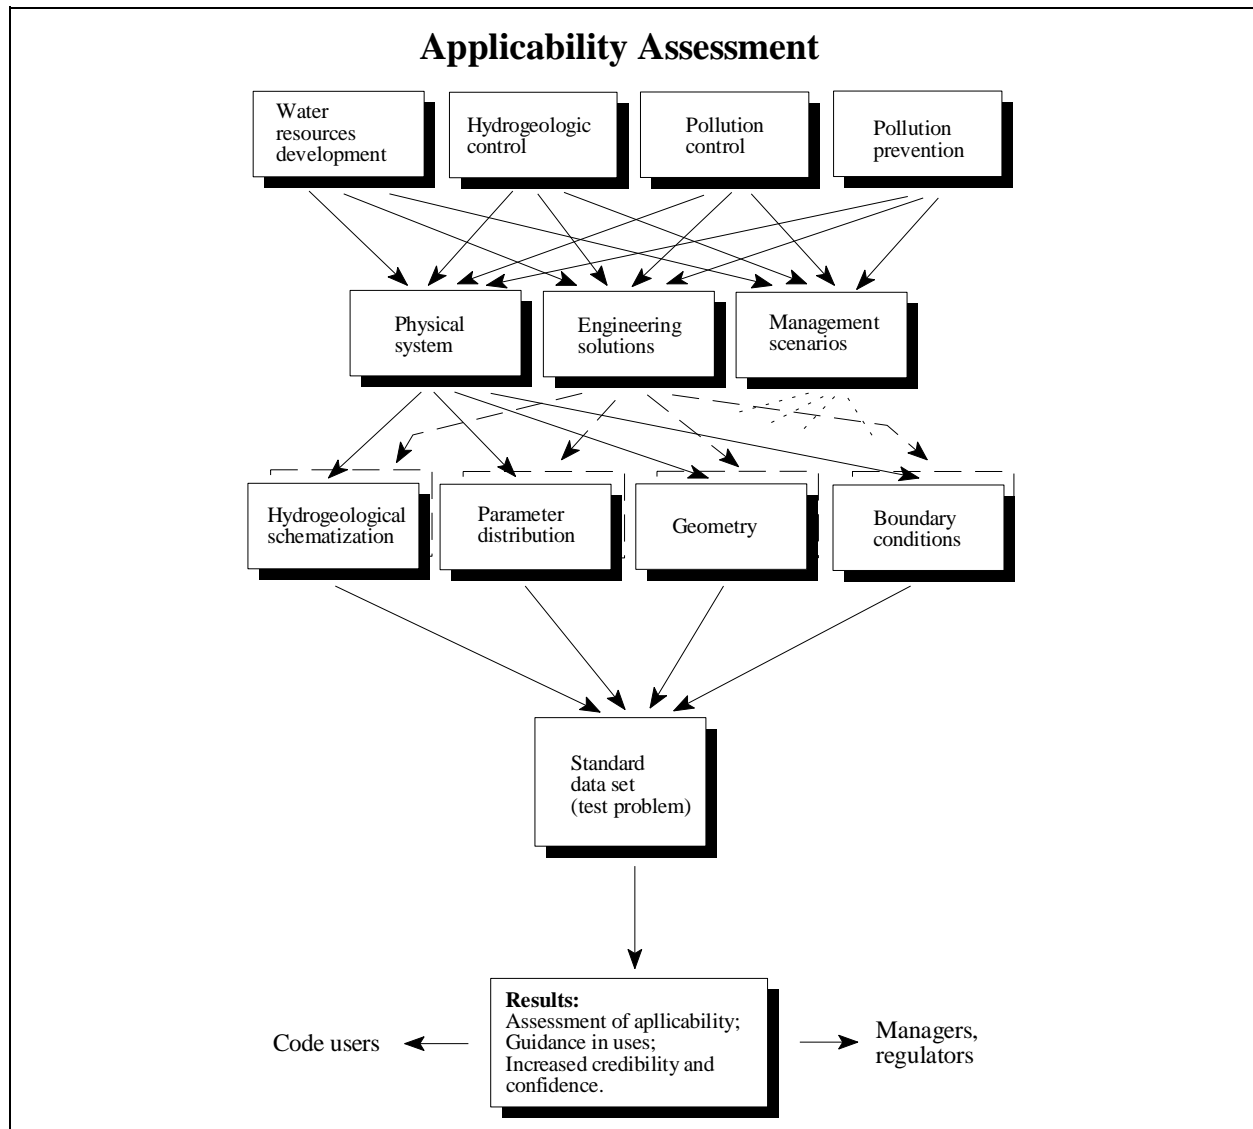 Applicability Assessment
Water
resources
development
Hydrogeologic
control
Pollution
control
Pollution
prevention
Physical
system
Engineering
solutions
Management
scenarios
Hydrogeological
schematization
Parameter
distribution
Geometry
Boundary
conditions
Standard
data set
(test problem)
Results:
Assessment of apllicability;
Guidance in uses;
Increased credibility and
confidence.
Code users
Managers,
regulators